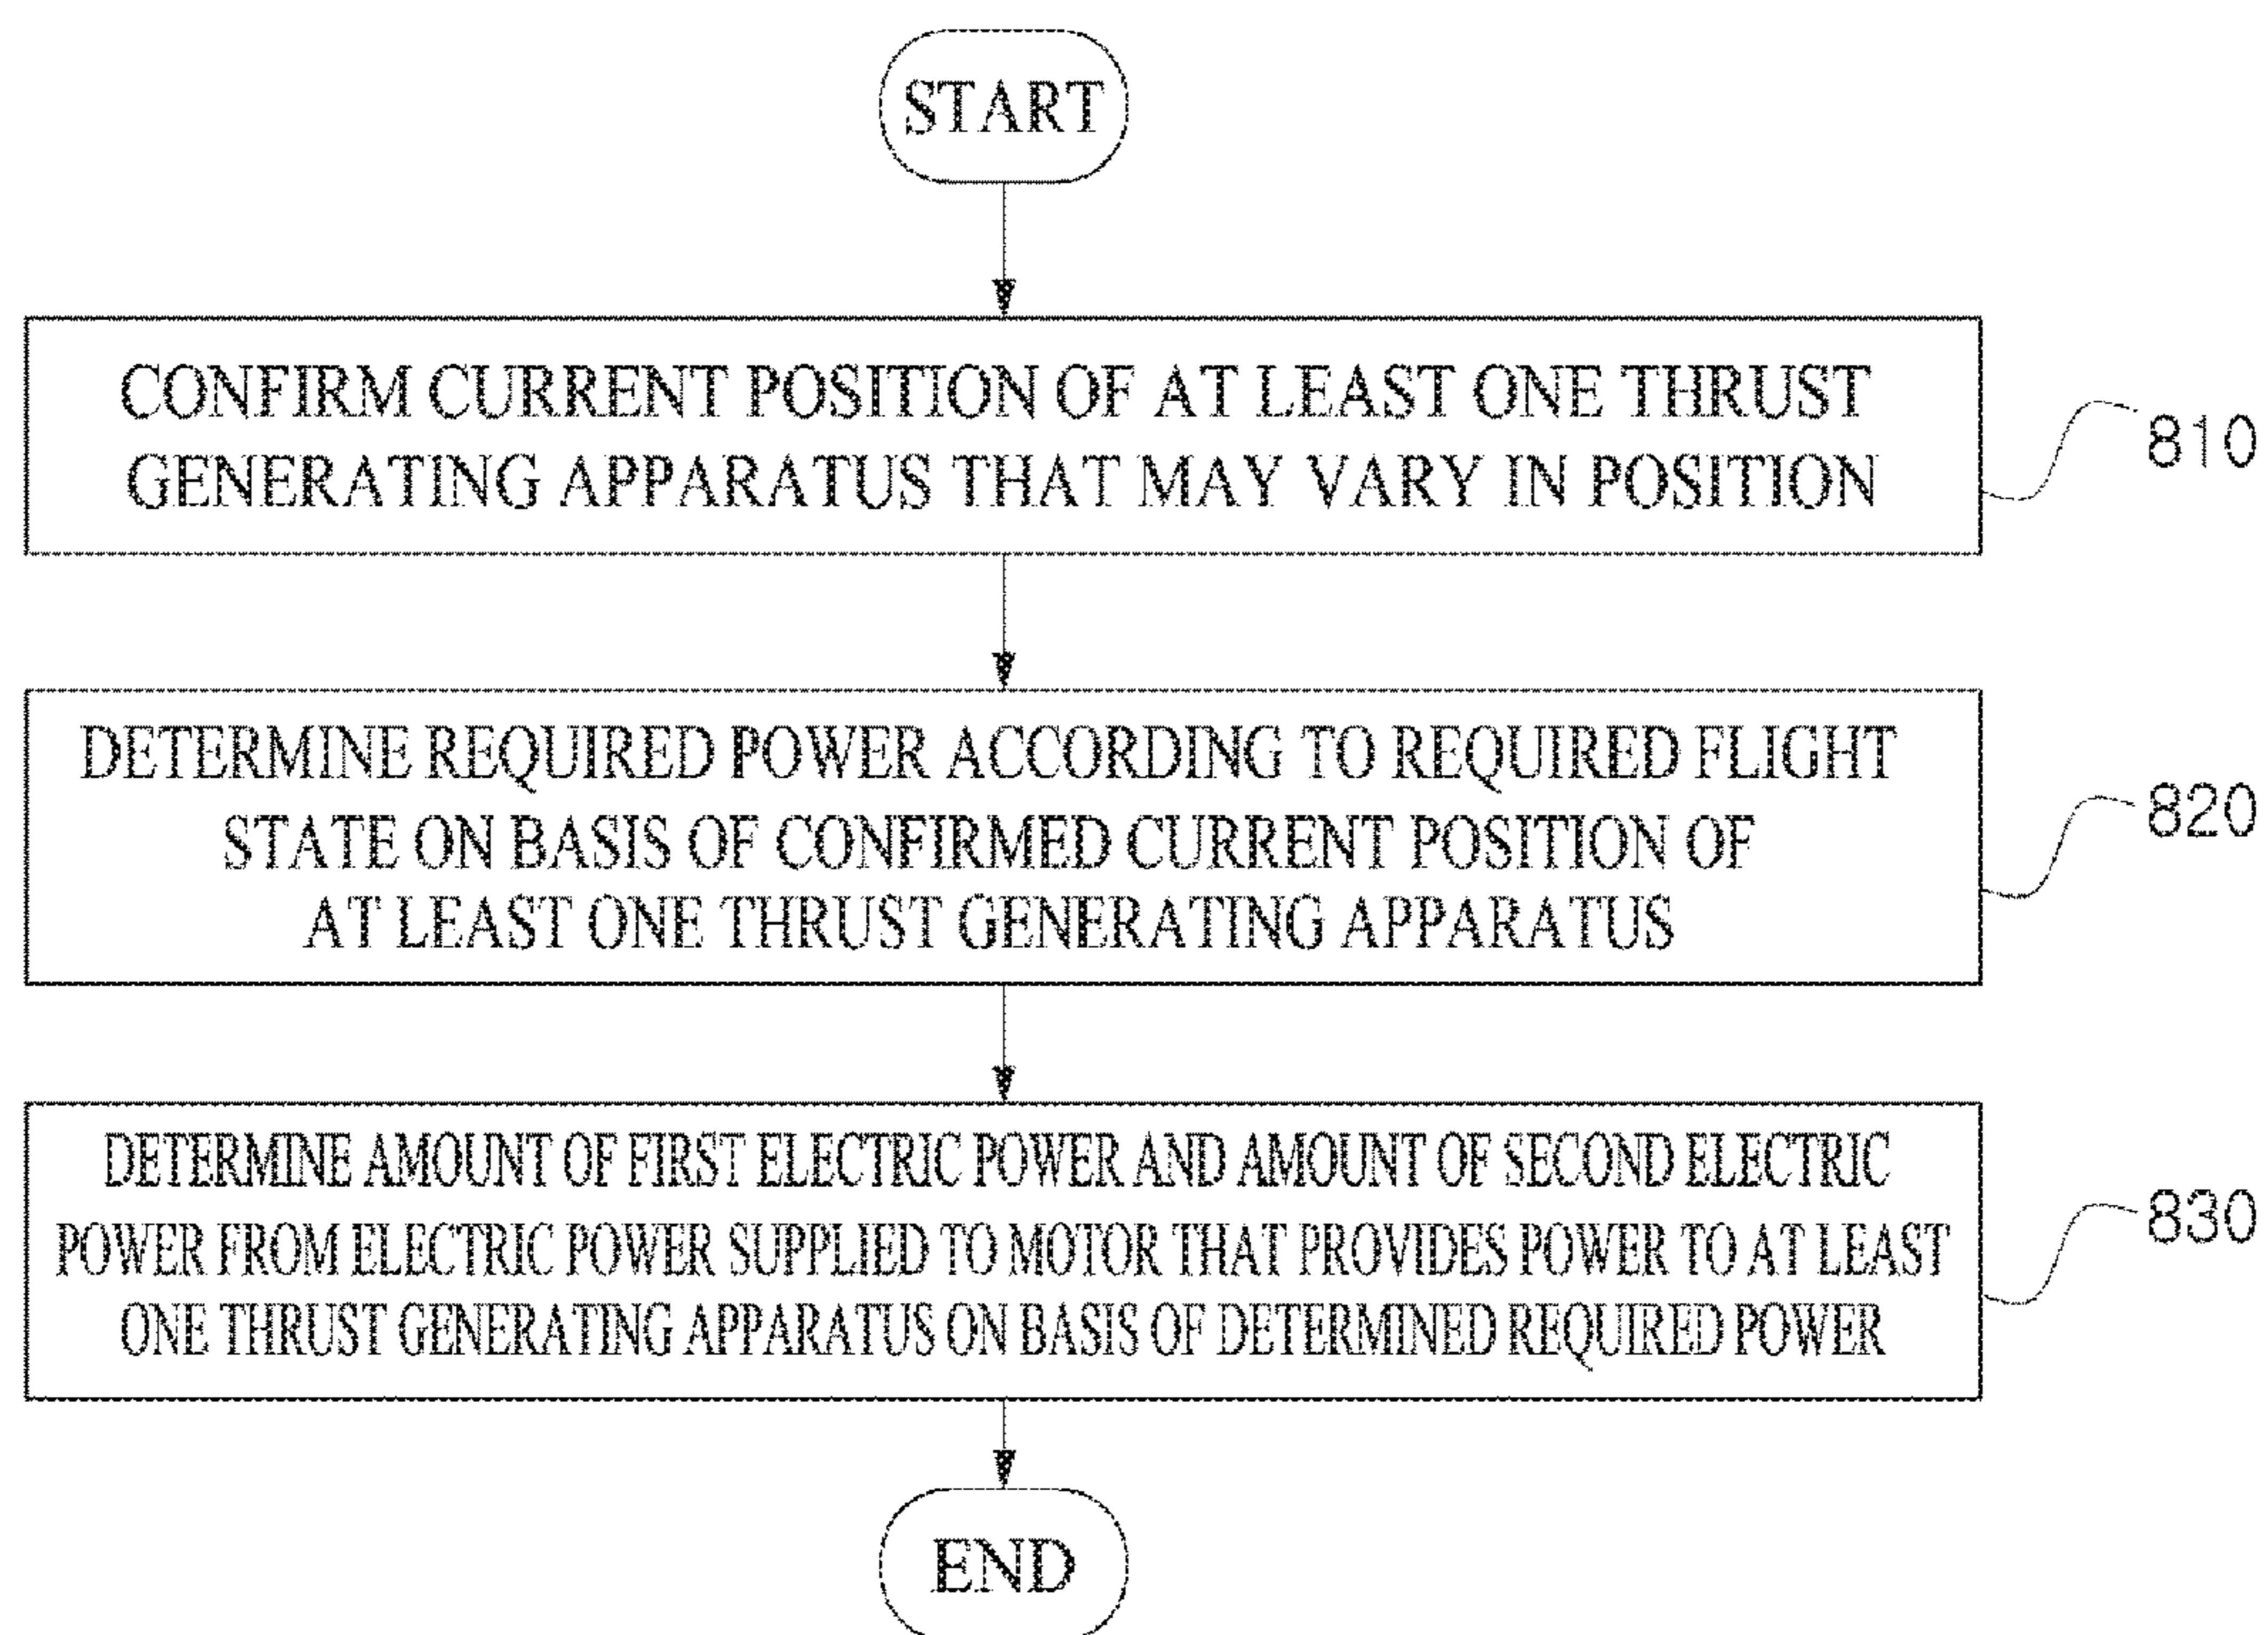 START
CONFIRM CURRENT POSITION OF AT LEAST ONE THRUST
GENERATING APPARATUS THAT MAY VARY IN POSITION
810
DETERMINE REQUIRED POWER ACCORDING TO REQUIRED FLIGHT
STATE ON BASIS OF CONFIRMED CURRENT POSITION OF
AT LEAST ONE THRUST GENERATING APPARATUS
820
DETERMINE AMOUNT OF FIRST ELECTRIC POWER AND AMOUNT OF SECOND ELECTRIC
POWER FROM ELECTRIC POWER SUPPLIED TO MOTOR THAT PROVIDES POWER TO AT LEAST
ONE THRUST GENERATING APPARATUS ON BASIS OF DETERMINED REQUIRED POWER
830
END